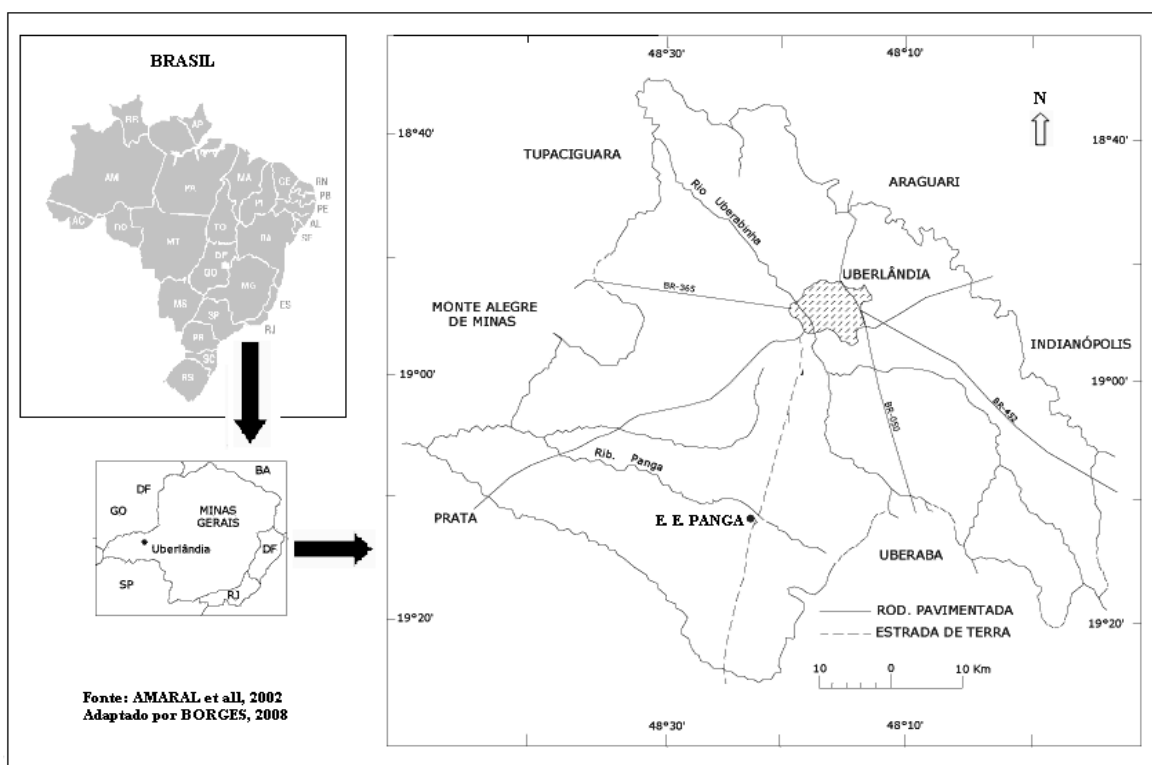 BRASIL
RR
AP
AM
PA
MA
CE
RN
PB
PE
AL
SE
PI
AC
RO
TO
MT
BA
DF
GO
MG
MS
ES
SP
RJ
PR
SC
RS
BA
DF
GO
MINAS
GERAIS
Uberlândia
DF
SP
RJ
Fonte: AMARAL et all, 2002
Adaptado por BORGES, 2008
48°30'
48°10'
N
18°40'
18°40'
TUPACIGUARA
ARAGUARI
Rio Uberabinha
UBERLÂNDIA
BR-365
MONTE ALEGRE
DE MINAS
INDIANÓPOLIS
19°00'
19°00'
BR-050
BR-452
Rib. Panga
PRATA
E. E. PANGA
UBERABA
ROD. PAVIMENTADA
ESTRADA DE TERRA
19°20'
19°20'
10 0 10 Km
48°30'
48°10'